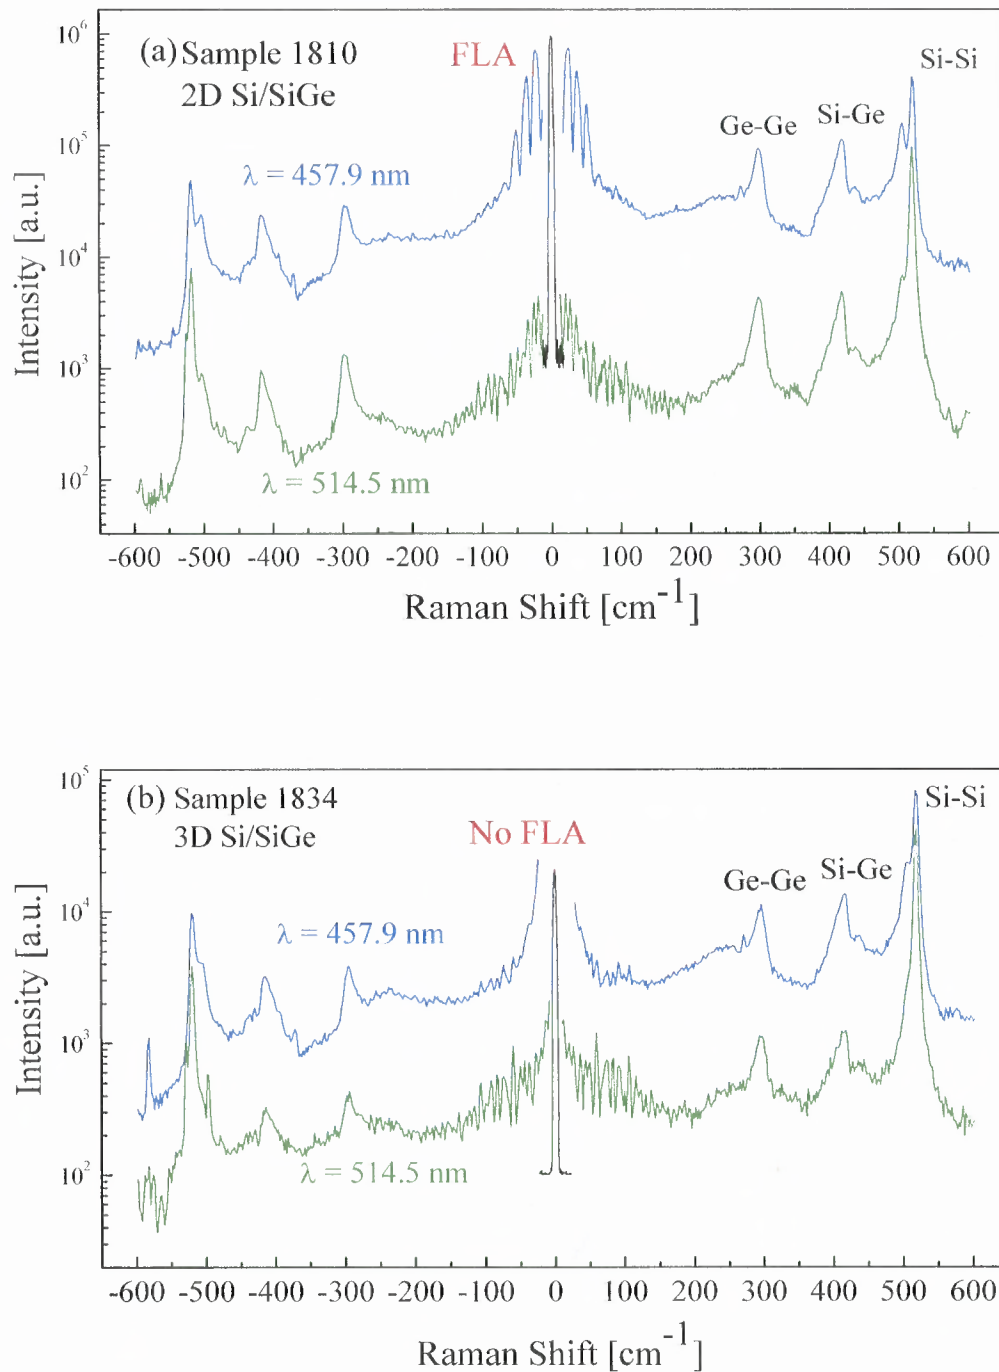 10⁶
(a) Sample 1810
2D Si/SiGe
FLA
Si-Si
Ge-Ge
Si-Ge
10⁵
λ = 457.9 nm
10⁴
10³
10²
λ = 514.5 nm
Intensity [a.u.]
-600 -500 -400 -300 -200 -100 0 100 200 300 400 500 600
Raman Shift [cm⁻¹]
10⁵
(b) Sample 1834
3D Si/SiGe
No FLA
Si-Si
Ge-Ge
Si-Ge
10⁴
λ = 457.9 nm
10³
10²
λ = 514.5 nm
Intensity [a.u.]
-600 -500 -400 -300 -200 -100 0 100 200 300 400 500 600
Raman Shift [cm⁻¹]